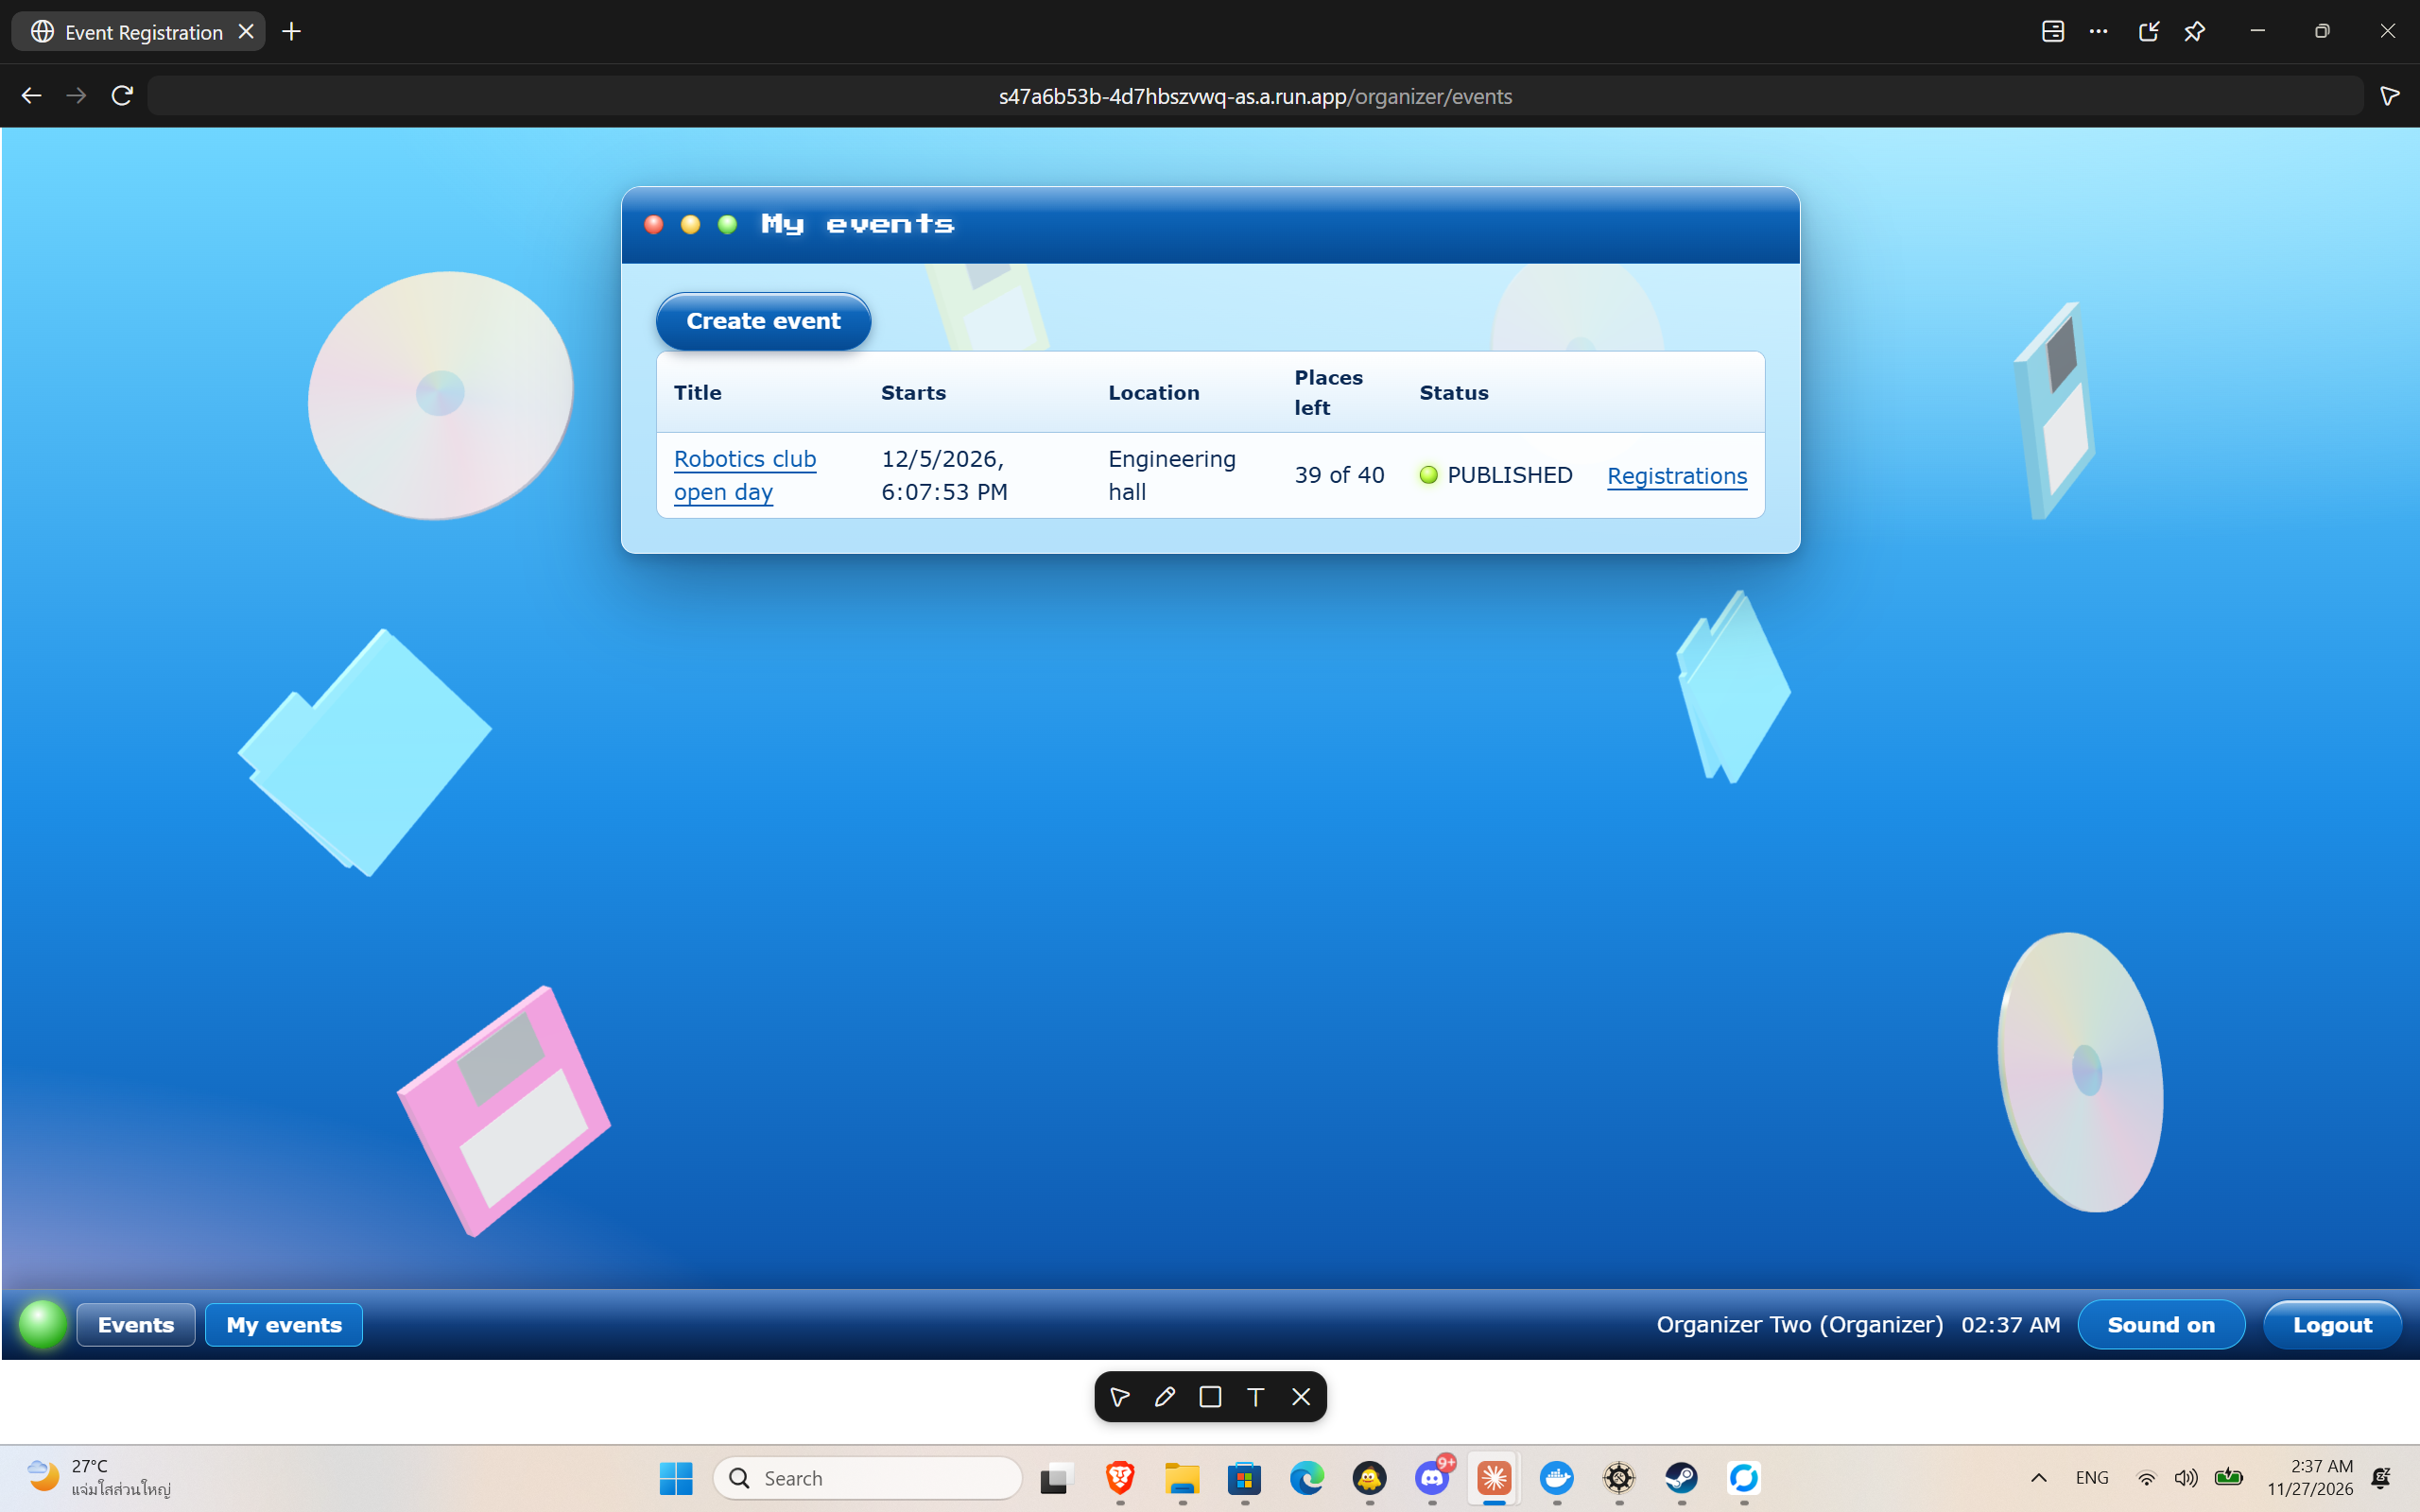 Event Registration
s47a6b53b-4d7hbszvwq-as.a.run.app/organizer/events
My events
Create event
Title Starts Location Places left Status
Robotics club open day 12/5/2026, 6:07:53 PM Engineering hall 39 of 40 PUBLISHED Registrations
Events My events Organizer Two (Organizer) 02:37 AM Sound on Logout
27°C
แจ่มใสส่วนใหญ่
Search
9+
ENG
2:37 AM
11/27/2026